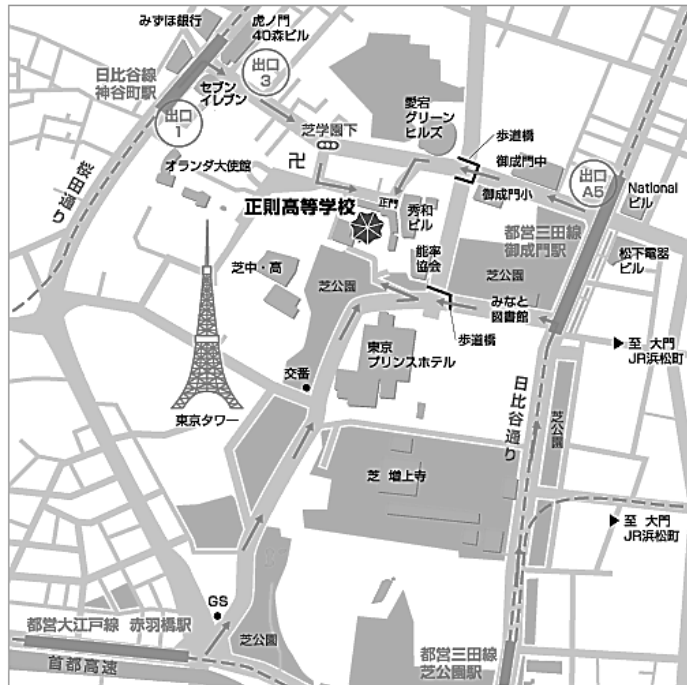 みずほ銀行
虎ノ門
40森ビル
日比谷線
神谷町駅
出口
3
セブン
イレブン
出口
1
愛宕
グリーン
ヒルズ
芝学園下
歩道橋
御成門中
オランダ大使館
卍
出口
A5
National
ビル
桜田通り
正則高等学校
正門
秀和
ビル
御成門小
都営三田線
御成門駅
能率
協会
芝中・高
芝公園
芝公園
松下電器
ビル
みなと
図書館
歩道橋
東京
プリンスホテル
▶至 大門
JR浜松町
交番
東京タワー
日比谷通り
芝公園
芝 増上寺
▶至 大門
JR浜松町
GS
都営大江戸線 赤羽橋駅
芝公園
都営三田線
芝公園駅
首都高速